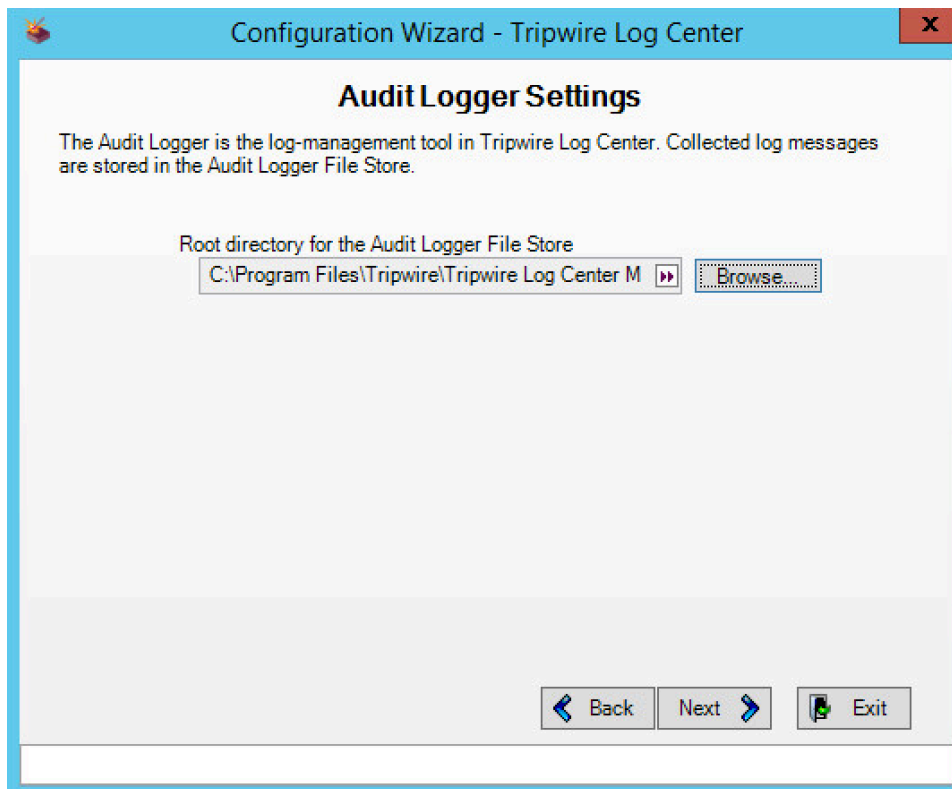 Configuration Wizard - Tripwire Log Center
x
Audit Logger Settings
The Audit Logger is the log-management tool in Tripwire Log Center. Collected log messages
are stored in the Audit Logger File Store.
Root directory for the Audit Logger File Store
C:\Program Files\Tripwire\Tripwire Log Center M
Browse...
Back
Next
Exit